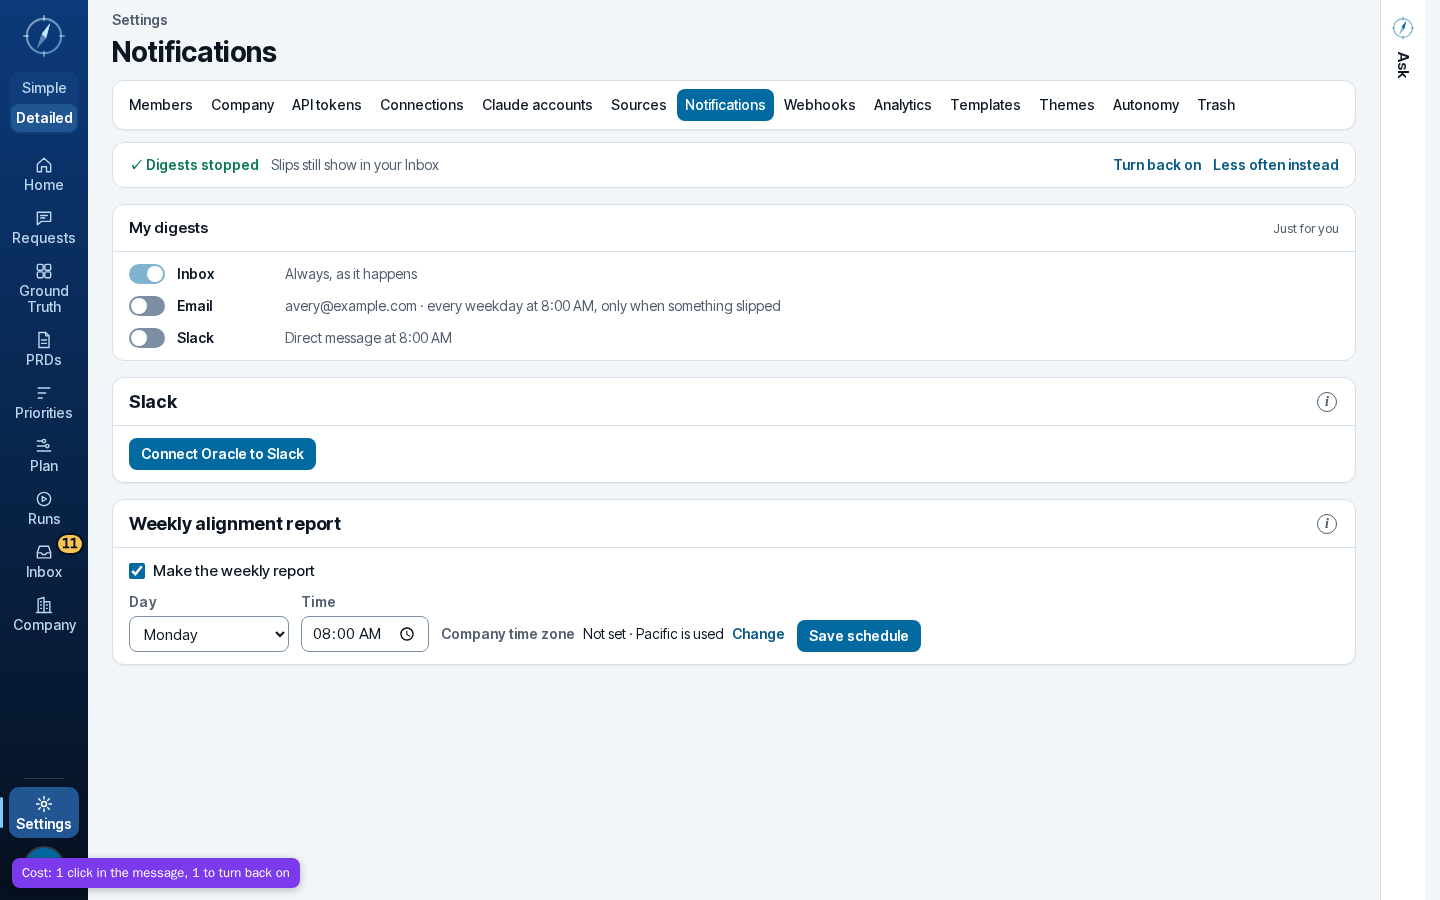 Settings
Notifications
Simple
Detailed
Home
Requests
Ground
Truth
PRDs
Priorities
Plan
Runs
11
Inbox
Company
Settings
Members Company API tokens Connections Claude accounts Sources Notifications Webhooks Analytics Templates Themes Autonomy Trash
✓ Digests stopped Slips still show in your Inbox Turn back on Less often instead
My digests Just for you
Inbox Always, as it happens
Email avery@example.com · every weekday at 8:00 AM, only when something slipped
Slack Direct message at 8:00 AM
Slack i
Connect Oracle to Slack
Weekly alignment report i
Make the weekly report
Day Time
Monday 08:00 AM Company time zone Not set · Pacific is used Change Save schedule
Cost: 1 click in the message, 1 to turn back on
Ask